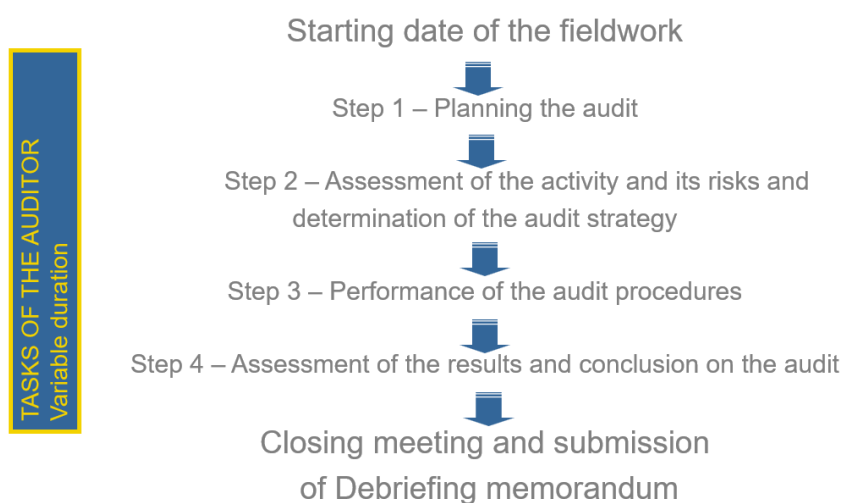 TASKS OF THE AUDITOR
Variable duration
Starting date of the fieldwork
Step 1 – Planning the audit
Step 2 – Assessment of the activity and its risks and
determination of the audit strategy
Step 3 – Performance of the audit procedures
Step 4 – Assessment of the results and conclusion on the audit
Closing meeting and submission
of Debriefing memorandum